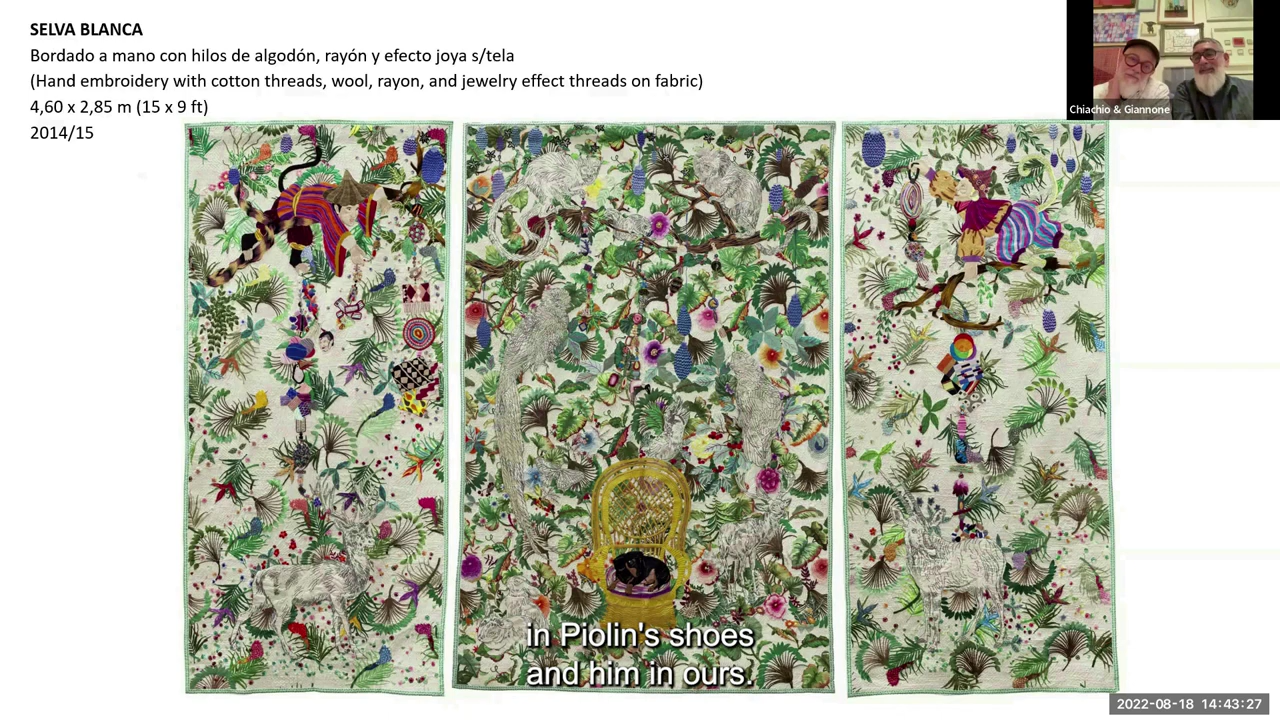 SELVA BLANCA
Bordado a mano con hilos de algodón, rayón y efecto joya s/tela
(Hand embroidery with cotton threads, wool, rayon, and jewelry effect threads on fabric)
4,60 x 2,85 m (15 x 9 ft)
2014/15
Chiachio & Giannone
in Piolin's shoes
and him in ours.
2022-08-18 14:43:27